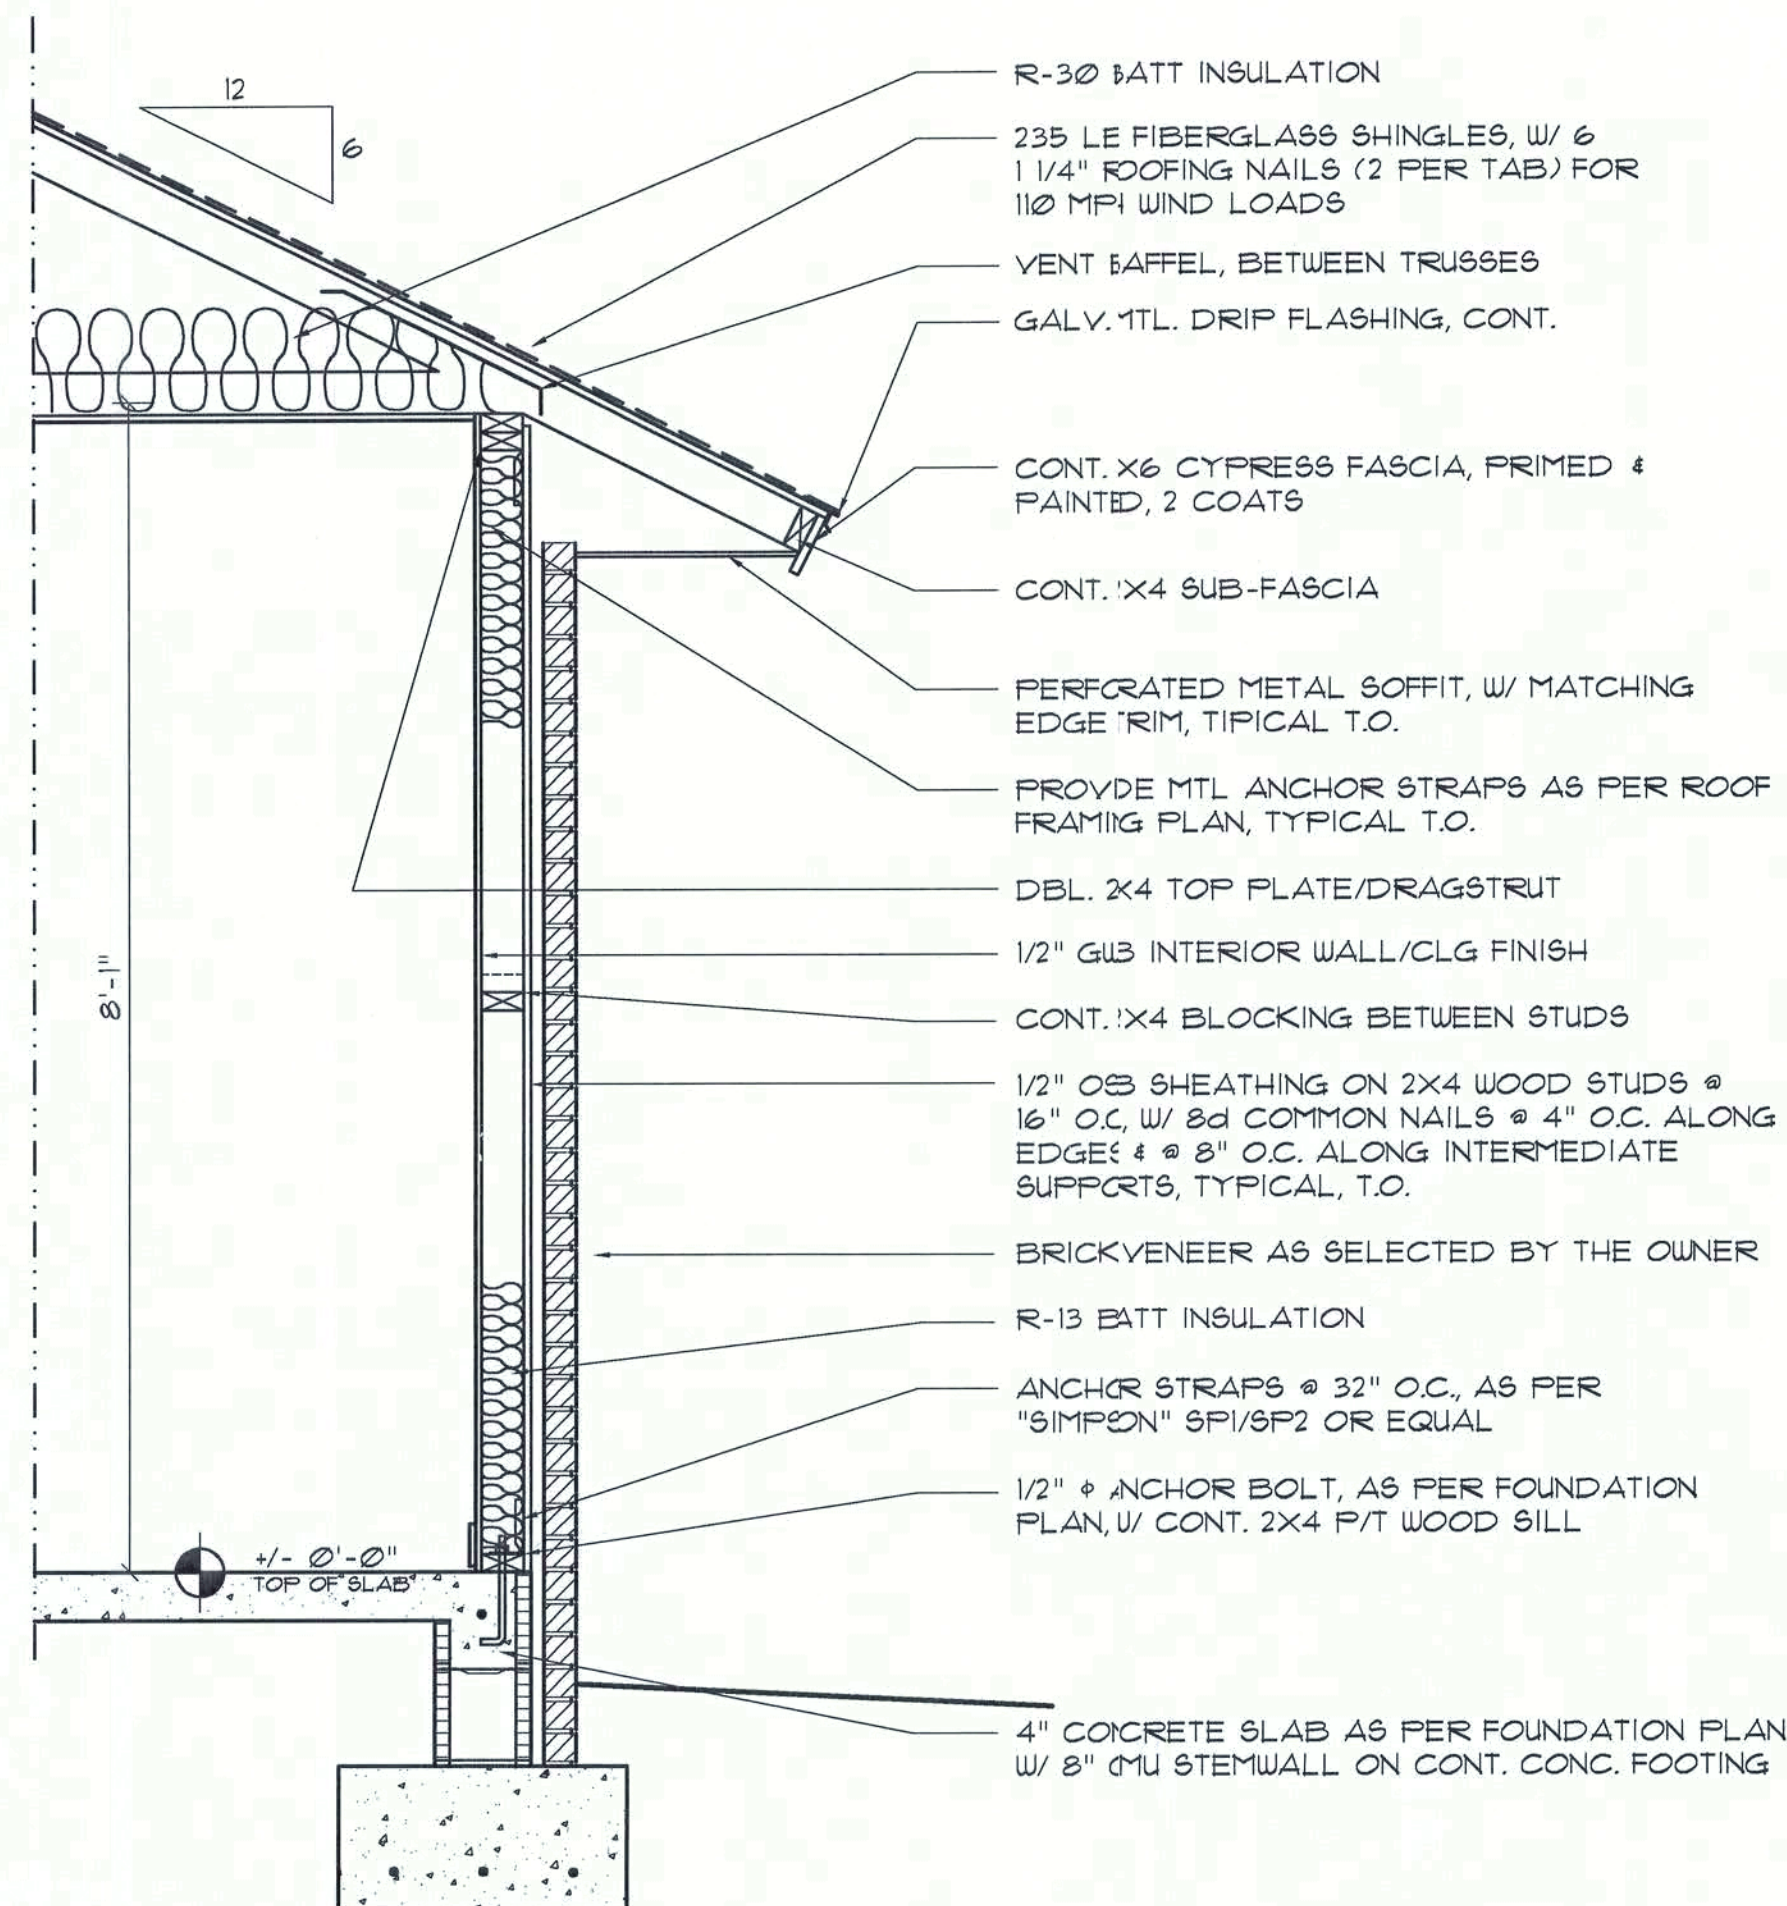 12
6
R-30 BATT INSULATION
235 LB FIBERGLASS SHINGLES, W/ 6
1 1/4" ROOFING NAILS (2 PER TAB) FOR
110 MPH WIND LOADS
VENT BAFFEL, BETWEEN TRUSSES
GALV. MTL. DRIP FLASHING, CONT.
CONT. X6 CYPRESS FASCIA, PRIMED &
PAINTED, 2 COATS
CONT. X4 SUB-FASCIA
PERFORATED METAL SOFFIT, W/ MATCHING
EDGE TRIM, TIPICAL T.O.
PROVIDE MTL ANCHOR STRAPS AS PER ROOF
FRAMING PLAN, TYPICAL T.O.
DBL. 2X4 TOP PLATE/DRAGSTRUT
1/2" GWB INTERIOR WALL/CLG FINISH
8'-1"
CONT. X4 BLOCKING BETWEEN STUDS
1/2" OSB SHEATHING ON 2X4 WOOD STUDS @
16" O.C, W/ 8d COMMON NAILS @ 4" O.C. ALONG
EDGES & @ 8" O.C. ALONG INTERMEDIATE
SUPPORTS, TYPICAL, T.O.
BRICK VENEER AS SELECTED BY THE OWNER
R-13 BATT INSULATION
ANCHOR STRAPS @ 32" O.C., AS PER
"SIMPSON" SP1/SP2 OR EQUAL
1/2" φ ANCHOR BOLT, AS PER FOUNDATION
PLAN, W/ CONT. 2X4 P/T WOOD SILL
+/- 0'-0"
TOP OF SLAB
4" CONCRETE SLAB AS PER FOUNDATION PLAN
W/ 8" CMU STEMWALL ON CONT. CONC. FOOTING